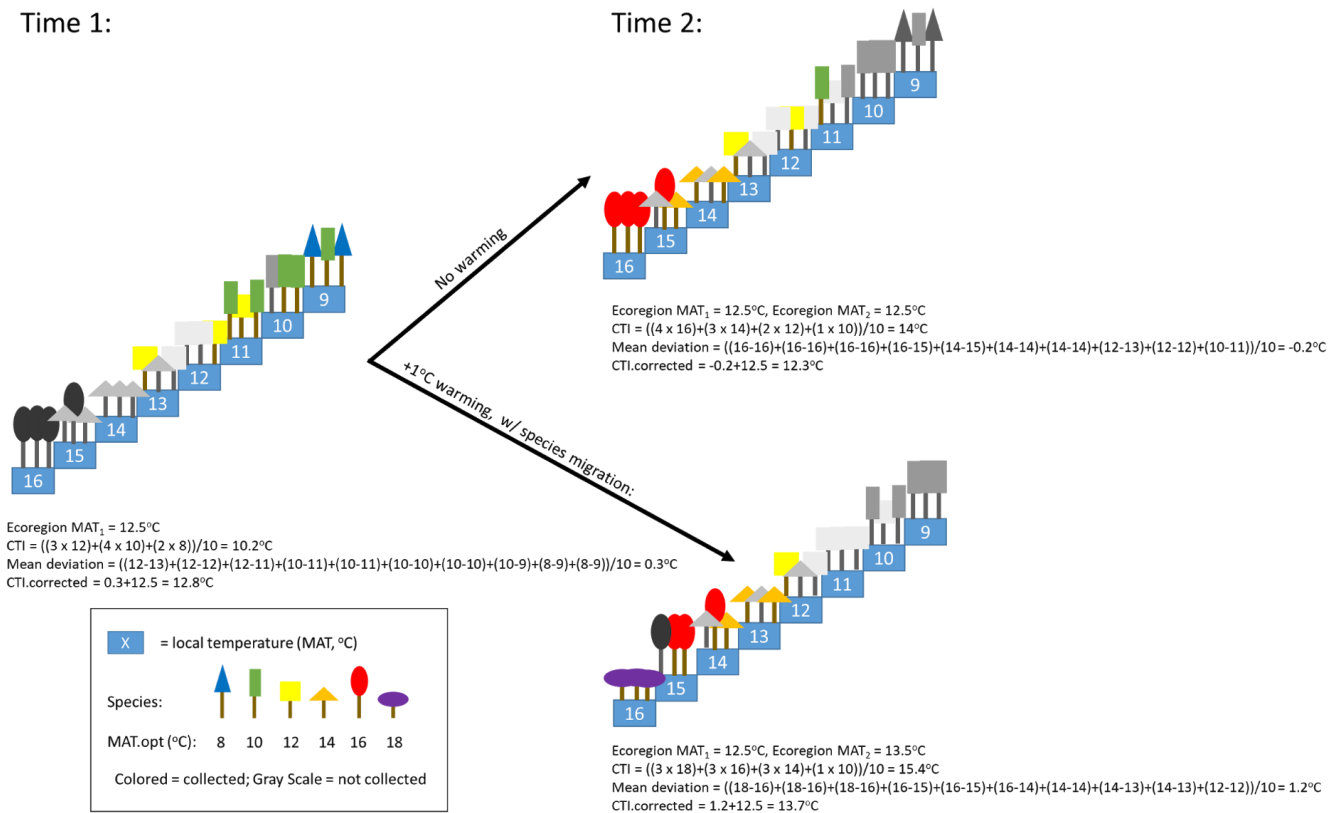 Time 1:
Time 2:
9
10
11
12
13
14
15
16
No warming
16
15
14
13
12
11
10
9
Ecoregion MAT₁ = 12.5°C, Ecoregion MAT₂ = 12.5°C
CTI = ((4 x 16)+(3 x 14)+(2 x 12)+(1 x 10))/10 = 14°C
Mean deviation = ((16-16)+(16-16)+(16-16)+(16-15)+(14-15)+(14-14)+(14-14)+(12-13)+(12-12)+(10-11))/10 = -0.2°C
CTI.corrected = -0.2+12.5 = 12.3°C
9
10
11
12
13
14
15
16
+1°C warming, w/ species migration:
Ecoregion MAT₁ = 12.5°C
CTI = ((3 x 12)+(4 x 10)+(2 x 8))/10 = 10.2°C
Mean deviation = ((12-13)+(12-12)+(12-11)+(10-11)+(10-11)+(10-10)+(10-10)+(10-9)+(8-9)+(8-9))/10 = 0.3°C
CTI.corrected = 0.3+12.5 = 12.8°C
9
10
11
12
13
14
15
16
Ecoregion MAT₁ = 12.5°C, Ecoregion MAT₂ = 13.5°C
CTI = ((3 x 18)+(3 x 16)+(3 x 14)+(1 x 10))/10 = 15.4°C
Mean deviation = ((18-16)+(18-16)+(18-16)+(16-15)+(16-15)+(16-14)+(14-14)+(14-13)+(14-13)+(12-12))/10 = 1.2°C
CTI.corrected = 1.2+12.5 = 13.7°C
X = local temperature (MAT, °C)
Species:
MAT.opt (°C): 8 10 12 14 16 18
Colored = collected; Gray Scale = not collected